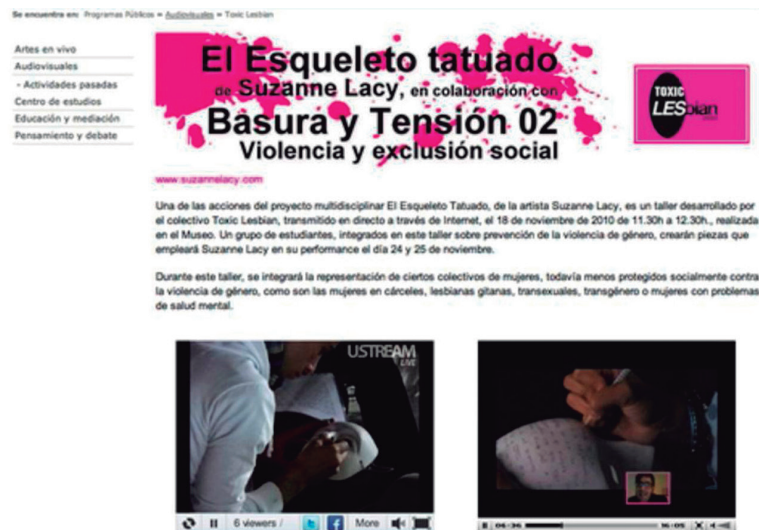 Se encuentra en: Programas Públicos » Audiovisuales » Toxic Lesbian
Artes en vivo
Audiovisuales
- Actividades pasadas
Centro de estudios
Educación y mediación
Pensamiento y debate
El Esqueleto tatuado
de Suzanne Lacy, en colaboración con
Basura y Tensión 02
Violencia y exclusión social
TOXIC
LESbian
www.suzannelacy.com
Una de las acciones del proyecto multidisciplinar El Esqueleto Tatuado, de la artista Suzanne Lacy, es un taller desarrollado por
el colectivo Toxic Lesbian, transmitido en directo a través de Internet, el 18 de noviembre de 2010 de 11.30h a 12.30h., realizada
en el Museo. Un grupo de estudiantes, integrados en este taller sobre prevención de la violencia de género, crearán piezas que
empleará Suzanne Lacy en su performance el día 24 y 25 de noviembre.
Durante este taller, se integrará la representación de ciertos colectivos de mujeres, todavía menos protegidos socialmente contra
la violencia de género, como son las mujeres en cárceles, lesbianas gitanas, transexuales, transgénero o mujeres con problemas
de salud mental.
USTREAM
LIVE
6 viewers /
More
06:36
16:05